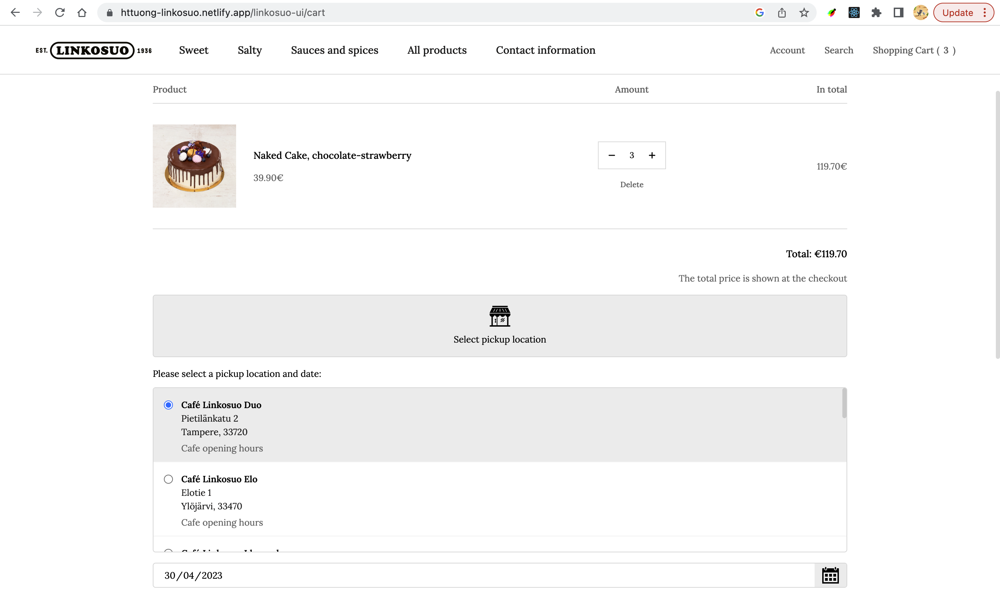 httuong-linkosuo.netlify.app/linkosuo-ui/cart
Update
EST. LINKOSUO 1936
Sweet
Salty
Sauces and spices
All products
Contact information
Account
Search
Shopping Cart ( 3 )
Product
Amount
In total
Naked Cake, chocolate-strawberry
39.90€
− 3 +
Delete
119.70€
Total: €119.70
The total price is shown at the checkout
Select pickup location
Please select a pickup location and date:
Café Linkosuo Duo
Pietilänkatu 2
Tampere, 33720
Cafe opening hours
Café Linkosuo Elo
Elotie 1
Ylöjärvi, 33470
Cafe opening hours
Café Linkosuo
30/04/2023